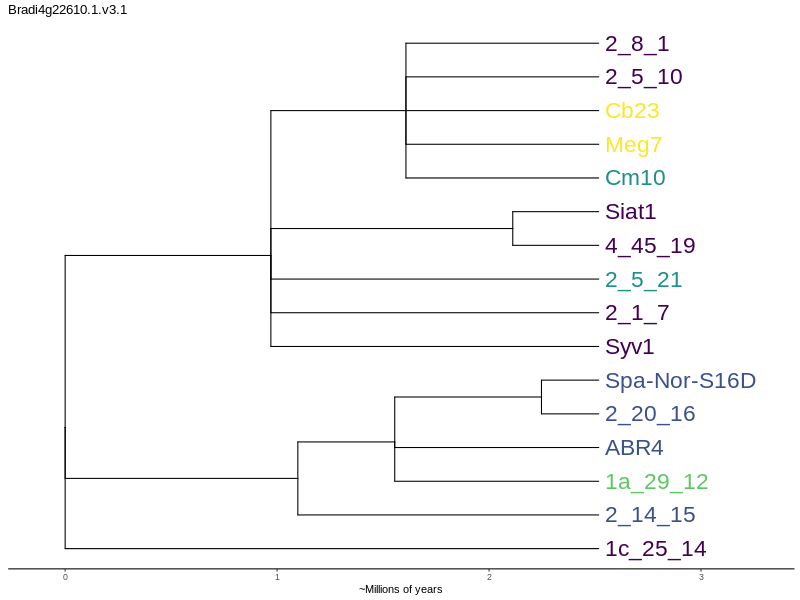 Bradi4g22610.1.v3.1
2_8_1
2_5_10
Cb23
Meg7
Cm10
Siat1
4_45_19
2_5_21
2_1_7
Syv1
Spa-Nor-S16D
2_20_16
ABR4
1a_29_12
2_14_15
1c_25_14
0 1 2 3
~Millions of years